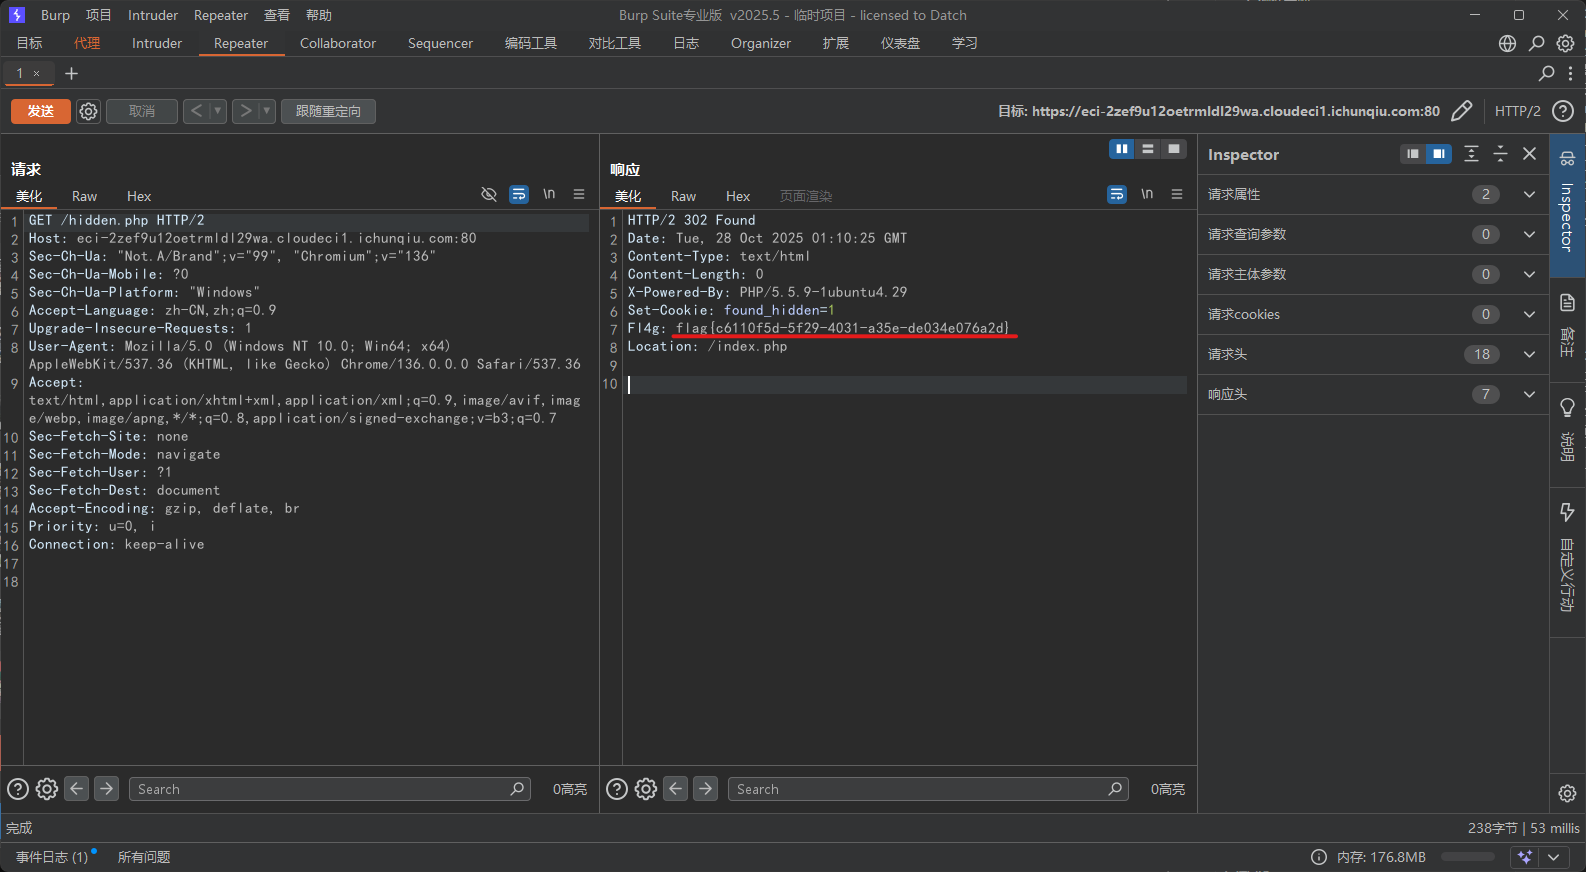 Burp 项目 Intruder Repeater 查看 帮助 Burp Suite专业版 v2025.5 - 临时项目 - licensed to Datch
目标 代理 Intruder Repeater Collaborator Sequencer 编码工具 对比工具 日志 Organizer 扩展 仪表盘 学习
1 × +
发送 取消 < ▼ > ▼ 跟随重定向 目标: https://eci-2zef9u12oetrmldl29wa.cloudeci1.ichunqiu.com:80 HTTP/2 ?
请求
美化 Raw Hex \n
1 GET /hidden.php HTTP/2
2 Host: eci-2zef9u12oetrmldl29wa.cloudeci1.ichunqiu.com:80
3 Sec-Ch-Ua: "Not.A/Brand";v="99", "Chromium";v="136"
4 Sec-Ch-Ua-Mobile: ?0
5 Sec-Ch-Ua-Platform: "Windows"
6 Accept-Language: zh-CN,zh;q=0.9
7 Upgrade-Insecure-Requests: 1
8 User-Agent: Mozilla/5.0 (Windows NT 10.0; Win64; x64)
AppleWebKit/537.36 (KHTML, like Gecko) Chrome/136.0.0.0 Safari/537.36
9 Accept:
text/html,application/xhtml+xml,application/xml;q=0.9,image/avif,imag
e/webp,image/apng,*/*;q=0.8,application/signed-exchange;v=b3;q=0.7
10 Sec-Fetch-Site: none
11 Sec-Fetch-Mode: navigate
12 Sec-Fetch-User: ?1
13 Sec-Fetch-Dest: document
14 Accept-Encoding: gzip, deflate, br
15 Priority: u=0, i
16 Connection: keep-alive
17
18
? Search 0高亮
响应
美化 Raw Hex 页面渲染 \n
1 HTTP/2 302 Found
2 Date: Tue, 28 Oct 2025 01:10:25 GMT
3 Content-Type: text/html
4 Content-Length: 0
5 X-Powered-By: PHP/5.5.9-1ubuntu4.29
6 Set-Cookie: found_hidden=1
7 Fl4g: flag{c6110f5d-5f29-4031-a35e-de034e076a2d}
8 Location: /index.php
9
10
? Search 0高亮
Inspector
请求属性 2
请求查询参数 0
请求主体参数 0
请求cookies 0
请求头 18
响应头 7
Inspector
备注
说明
自定义行动
完成 238字节 | 53 millis
事件日志 (1) 所有问题 内存: 176.8MB